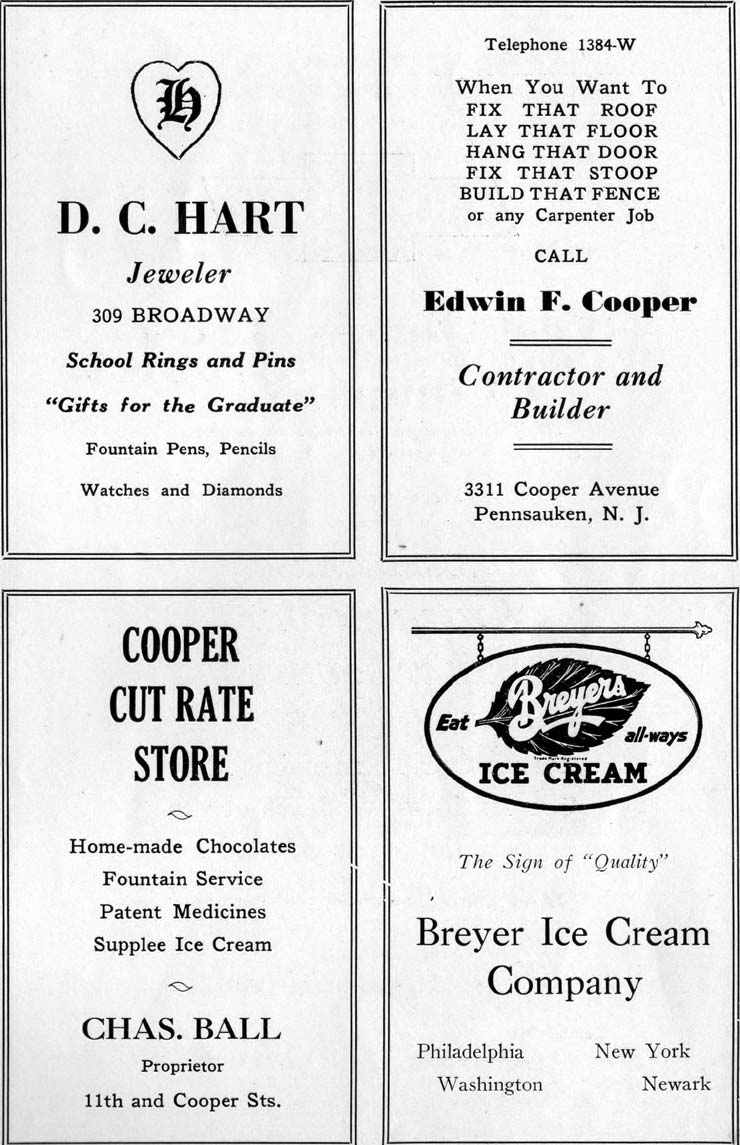 H
D. C. HART
Jeweler
309 BROADWAY
School Rings and Pins
"Gifts for the Graduate"
Fountain Pens, Pencils
Watches and Diamonds
Telephone 1384-W
When You Want To
FIX THAT ROOF
LAY THAT FLOOR
HANG THAT DOOR
FIX THAT STOOP
BUILD THAT FENCE
or any Carpenter Job
CALL
Edwin F. Cooper
Contractor and
Builder
3311 Cooper Avenue
Pennsauken, N. J.
COOPER
CUT RATE
STORE
Home-made Chocolates
Fountain Service
Patent Medicines
Supplee Ice Cream
CHAS. BALL
Proprietor
11th and Cooper Sts.
Eat Breyers all-ways
Trade Mark Registered
ICE CREAM
The Sign of "Quality"
Breyer Ice Cream
Company
Philadelphia New York
Washington Newark